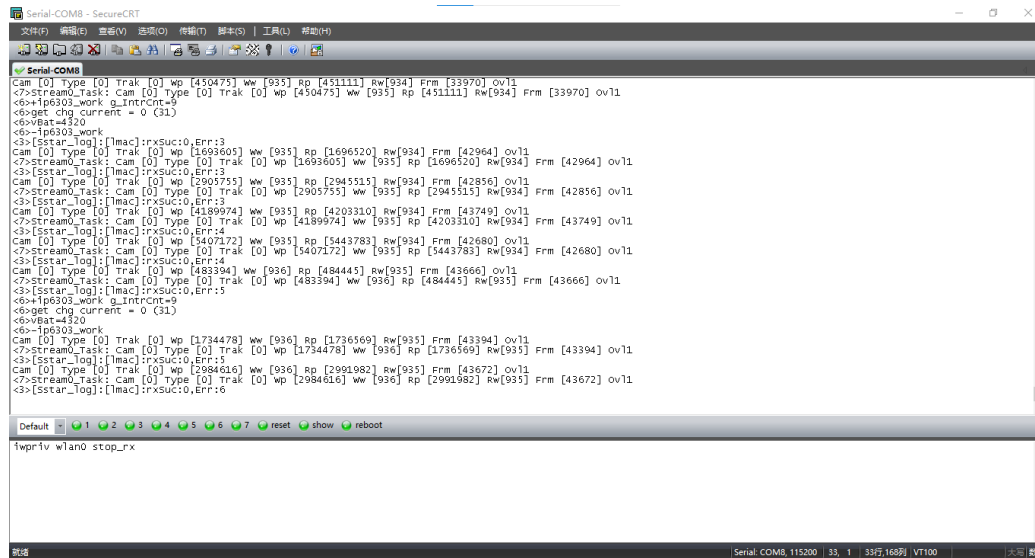 Serial-COM8 - SecureCRT
文件(F) 编辑(E) 查看(V) 选项(O) 传输(T) 脚本(S) | 工具(L) 帮助(H)
Serial-COM8
Cam [0] Type [0] Trak [0] Wp [450475] Ww [935] Rp [451111] Rw[934] Frm [33970] Ovl1
<7>Stream0_Task: Cam [0] Type [0] Trak [0] Wp [450475] Ww [935] Rp [451111] Rw[934] Frm [33970] Ovl1
<6>+ip6303_work g_IntrCnt=9
<6>get chg current = 0 (31)
<6>vBat=4320
<6>-ip6303_work
<3>[Sstar_log]:[lmac]:rxSuc:0,Err:3
Cam [0] Type [0] Trak [0] Wp [1693605] Ww [935] Rp [1696520] Rw[934] Frm [42964] Ovl1
<7>Stream0_Task: Cam [0] Type [0] Trak [0] Wp [1693605] Ww [935] Rp [1696520] Rw[934] Frm [42964] Ovl1
<3>[Sstar_log]:[lmac]:rxSuc:0,Err:3
Cam [0] Type [0] Trak [0] Wp [2905755] Ww [935] Rp [2945515] Rw[934] Frm [42856] Ovl1
<7>Stream0_Task: Cam [0] Type [0] Trak [0] Wp [2905755] Ww [935] Rp [2945515] Rw[934] Frm [42856] Ovl1
<3>[Sstar_log]:[lmac]:rxSuc:0,Err:3
Cam [0] Type [0] Trak [0] Wp [4189974] Ww [935] Rp [4203310] Rw[934] Frm [43749] Ovl1
<7>Stream0_Task: Cam [0] Type [0] Trak [0] Wp [4189974] Ww [935] Rp [4203310] Rw[934] Frm [43749] Ovl1
<3>[Sstar_log]:[lmac]:rxSuc:0,Err:4
Cam [0] Type [0] Trak [0] Wp [5407172] Ww [935] Rp [5443783] Rw[934] Frm [42680] Ovl1
<7>Stream0_Task: Cam [0] Type [0] Trak [0] Wp [5407172] Ww [935] Rp [5443783] Rw[934] Frm [42680] Ovl1
<3>[Sstar_log]:[lmac]:rxSuc:0,Err:4
Cam [0] Type [0] Trak [0] Wp [483394] Ww [936] Rp [484445] Rw[935] Frm [43666] Ovl1
<7>Stream0_Task: Cam [0] Type [0] Trak [0] Wp [483394] Ww [936] Rp [484445] Rw[935] Frm [43666] Ovl1
<3>[Sstar_log]:[lmac]:rxSuc:0,Err:5
<6>+ip6303_work g_IntrCnt=9
<6>get chg current = 0 (31)
<6>vBat=4320
<6>-ip6303_work
Cam [0] Type [0] Trak [0] Wp [1734478] Ww [936] Rp [1736569] Rw[935] Frm [43394] Ovl1
<7>Stream0_Task: Cam [0] Type [0] Trak [0] Wp [1734478] Ww [936] Rp [1736569] Rw[935] Frm [43394] Ovl1
<3>[Sstar_log]:[lmac]:rxSuc:0,Err:5
Cam [0] Type [0] Trak [0] Wp [2984616] Ww [936] Rp [2991982] Rw[935] Frm [43672] Ovl1
<7>Stream0_Task: Cam [0] Type [0] Trak [0] Wp [2984616] Ww [936] Rp [2991982] Rw[935] Frm [43672] Ovl1
<3>[Sstar_log]:[lmac]:rxSuc:0,Err:6
Default 1 2 3 4 5 6 7 reset show reboot
iwpriv wlan0 stop_rx
就绪 Serial: COM8, 115200 33, 1 33行,168列 VT100 大写